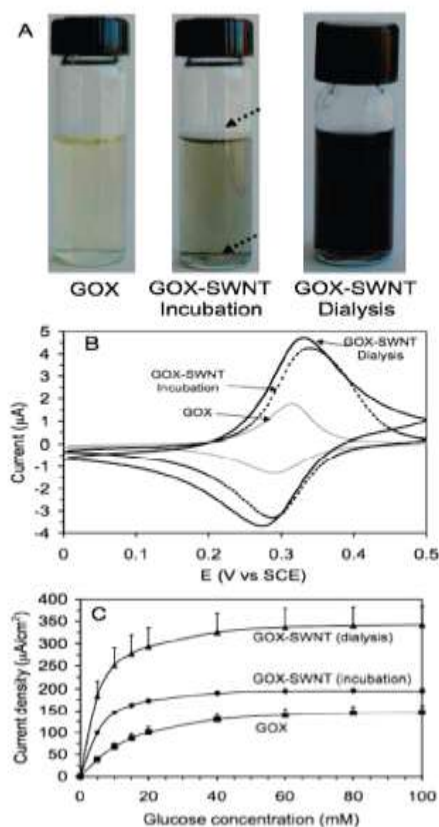 A
GOX
GOX-SWNT
Incubation
GOX-SWNT
Dialysis
B
5
4
3
2
1
0
-1
-2
-3
-4
Current (µA)
GOX-SWNT
Dialysis
GOX-SWNT
Incubation
GOX
0
0.1
0.2
0.3
0.4
0.5
E (V vs SCE)
C
400
350
300
250
200
150
100
50
0
Current density (µA/cm²)
GOX-SWNT (dialysis)
GOX-SWNT (incubation)
GOX
0
20
40
60
80
100
Glucose concentration (mM)